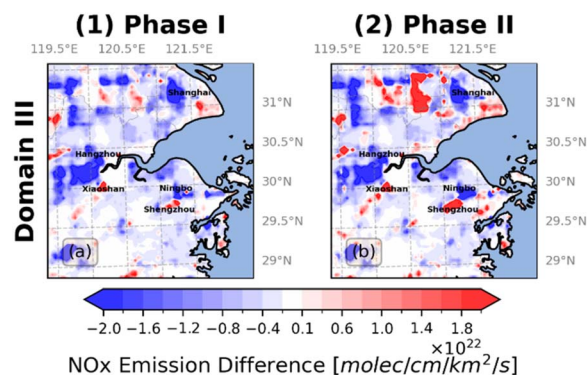 (1) Phase I (2) Phase II
119.5°E 120.5°E 121.5°E 119.5°E 120.5°E 121.5°E
Domain III
Shanghai
Hangzhou
Xiaoshan
Ningbo
Shengzhou
(a)
31°N
30.5°N
30°N
29.5°N
29°N
Shanghai
Hangzhou
Xiaoshan
Ningbo
Shengzhou
(b)
31°N
30.5°N
30°N
29.5°N
29°N
-2.0 -1.6 -1.2 -0.8 -0.4 0.1 0.6 1.0 1.4 1.8
×10²²
NOx Emission Difference [molec/cm/km²/s]